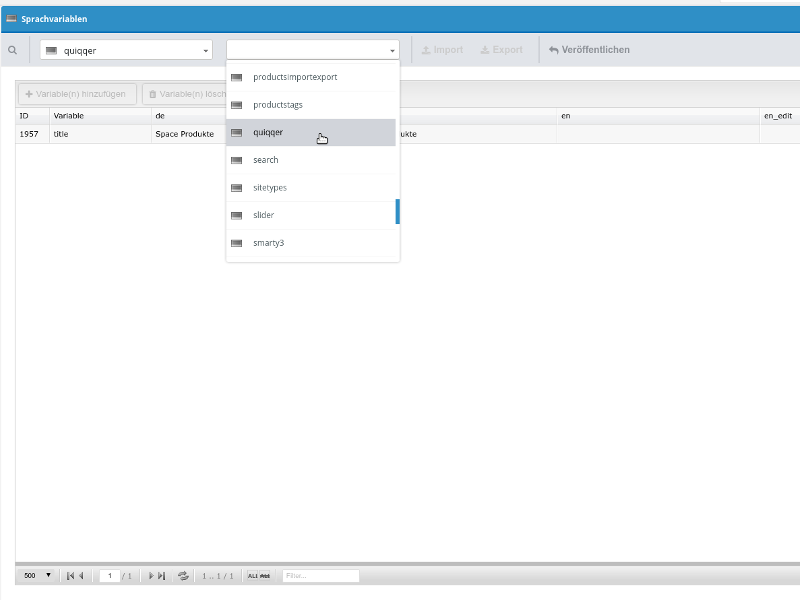 Sprachvariablen
quiqqer
Import
Export
Veröffentlichen
productsimportexport
productstags
quiqqer
search
sitetypes
slider
smarty3
Variable(n) hinzufügen
Variable(n) lösch
ID Variable de en en_edit
1957 title Space Produkte ukte
500 1 / 1 1 .. 1 / 1 Filter...